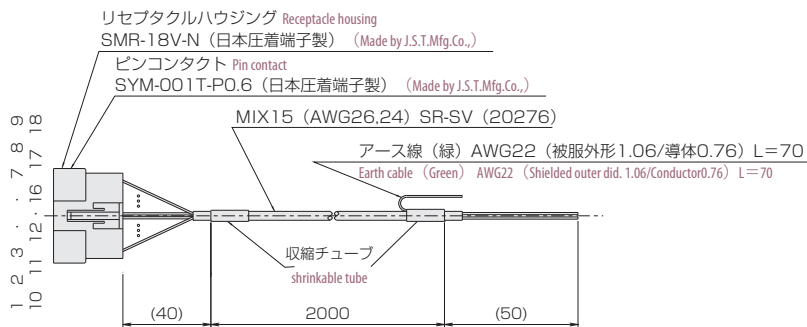 リセプタクルハウジング Receptacle housing
SMR-18V-N（日本圧着端子製）（Made by J.S.T.Mfg.Co.,）
ピンコンタクト Pin contact
SYM-001T-P0.6（日本圧着端子製）（Made by J.S.T.Mfg.Co.,）
MIX15（AWG26,24）SR-SV（20276）
アース線（緑）AWG22（被服外形1.06/導体0.76）L=70
Earth cable （Green） AWG22 （Shielded outer did. 1.06/Conductor0.76） L=70
1 2 3 · · 7 8 9
10 11 12 · 16 17 18
収縮チューブ
shrinkable tube
(40) 2000 (50)